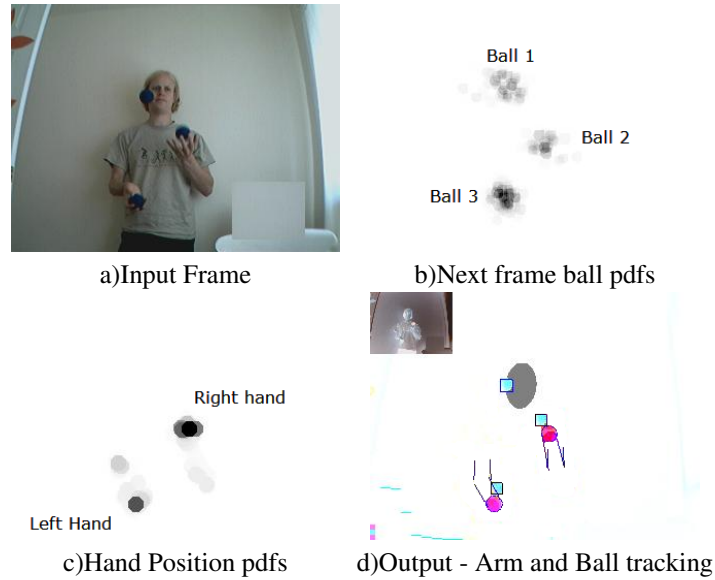 Ball 1
Ball 2
Ball 3
a)Input Frame
b)Next frame ball pdfs
Right hand
Left Hand
c)Hand Position pdfs
d)Output - Arm and Ball tracking